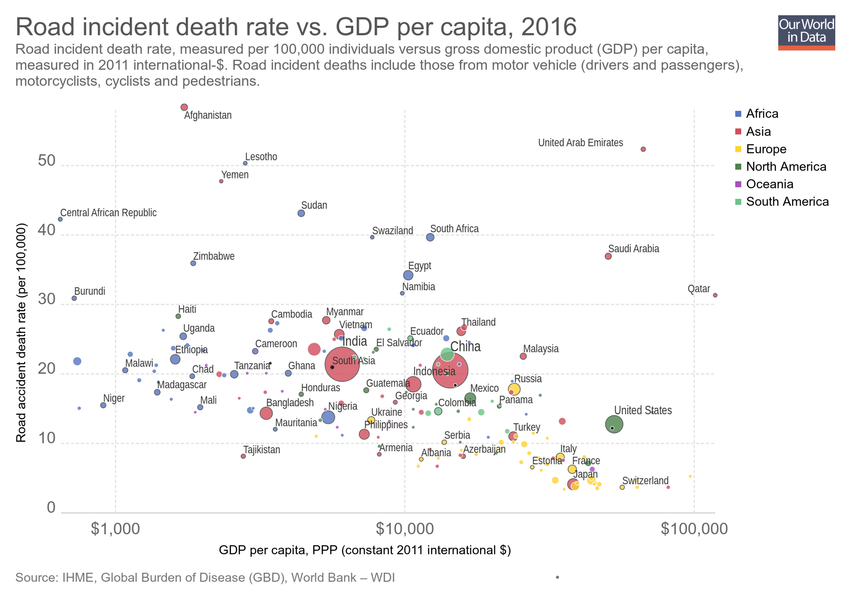 Road incident death rate vs. GDP per capita, 2016
Our World
in Data
Road incident death rate, measured per 100,000 individuals versus gross domestic product (GDP) per capita,
measured in 2011 international-$. Road incident deaths include those from motor vehicle (drivers and passengers),
motorcyclists, cyclists and pedestrians.
Afghanistan
Africa
Asia
Europe
North America
Oceania
South America
United Arab Emirates
50
Lesotho
Yemen
Sudan
Central African Republic
40
Swaziland
South Africa
Zimbabwe
Saudi Arabia
Egypt
Burundi
Namibia
Qatar
30
Haiti
Cambodia
Myanmar
Thailand
Uganda
Vietnam
Ecuador
Cameroon
India
El Salvador
China
Ethiopia
Malaysia
Malawi
Chad
Tanzania
Ghana
South Asia
Indonesia
20
Madagascar
Honduras
Guatemala
Mexico
Russia
Niger
Mali
Bangladesh
Nigeria
Georgia
Colombia
Panama
United States
Mauritania
Ukraine
Philippines
Turkey
10
Serbia
Tajikistan
Armenia
Albania
Azerbaijan
Italy
Estonia
France
Japan
Switzerland
0
$1,000
$10,000
$100,000
Road accident death rate (per 100,000)
GDP per capita, PPP (constant 2011 international $)
Source: IHME, Global Burden of Disease (GBD), World Bank – WDI